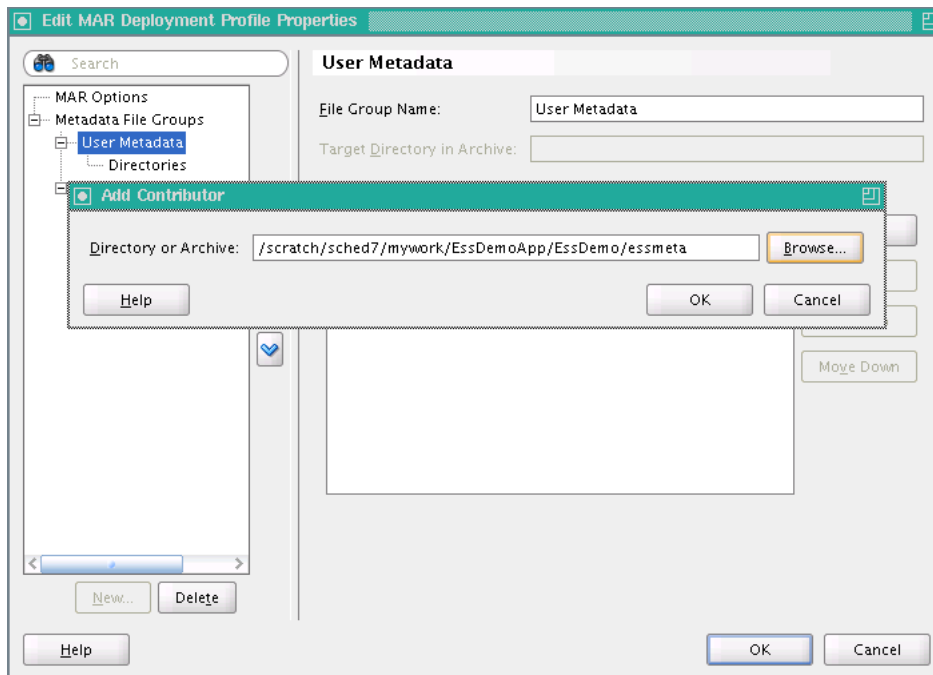 Edit MAR Deployment Profile Properties
Search
MAR Options
Metadata File Groups
User Metadata
Directories
User Metadata
File Group Name: User Metadata
Target Directory in Archive:
Add Contributor
Directory or Archive: /scratch/sched7/mywork/EssDemoApp/EssDemo/essmeta Browse...
Help OK Cancel
Move Down
New... Delete
Help OK Cancel